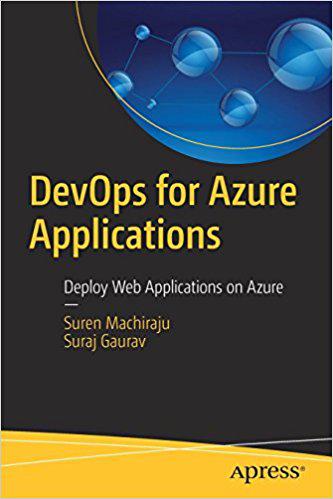 DevOps for Azure
Applications
Deploy Web Applications on Azure
—
Suren Machiraju
Suraj Gaurav
Apress®